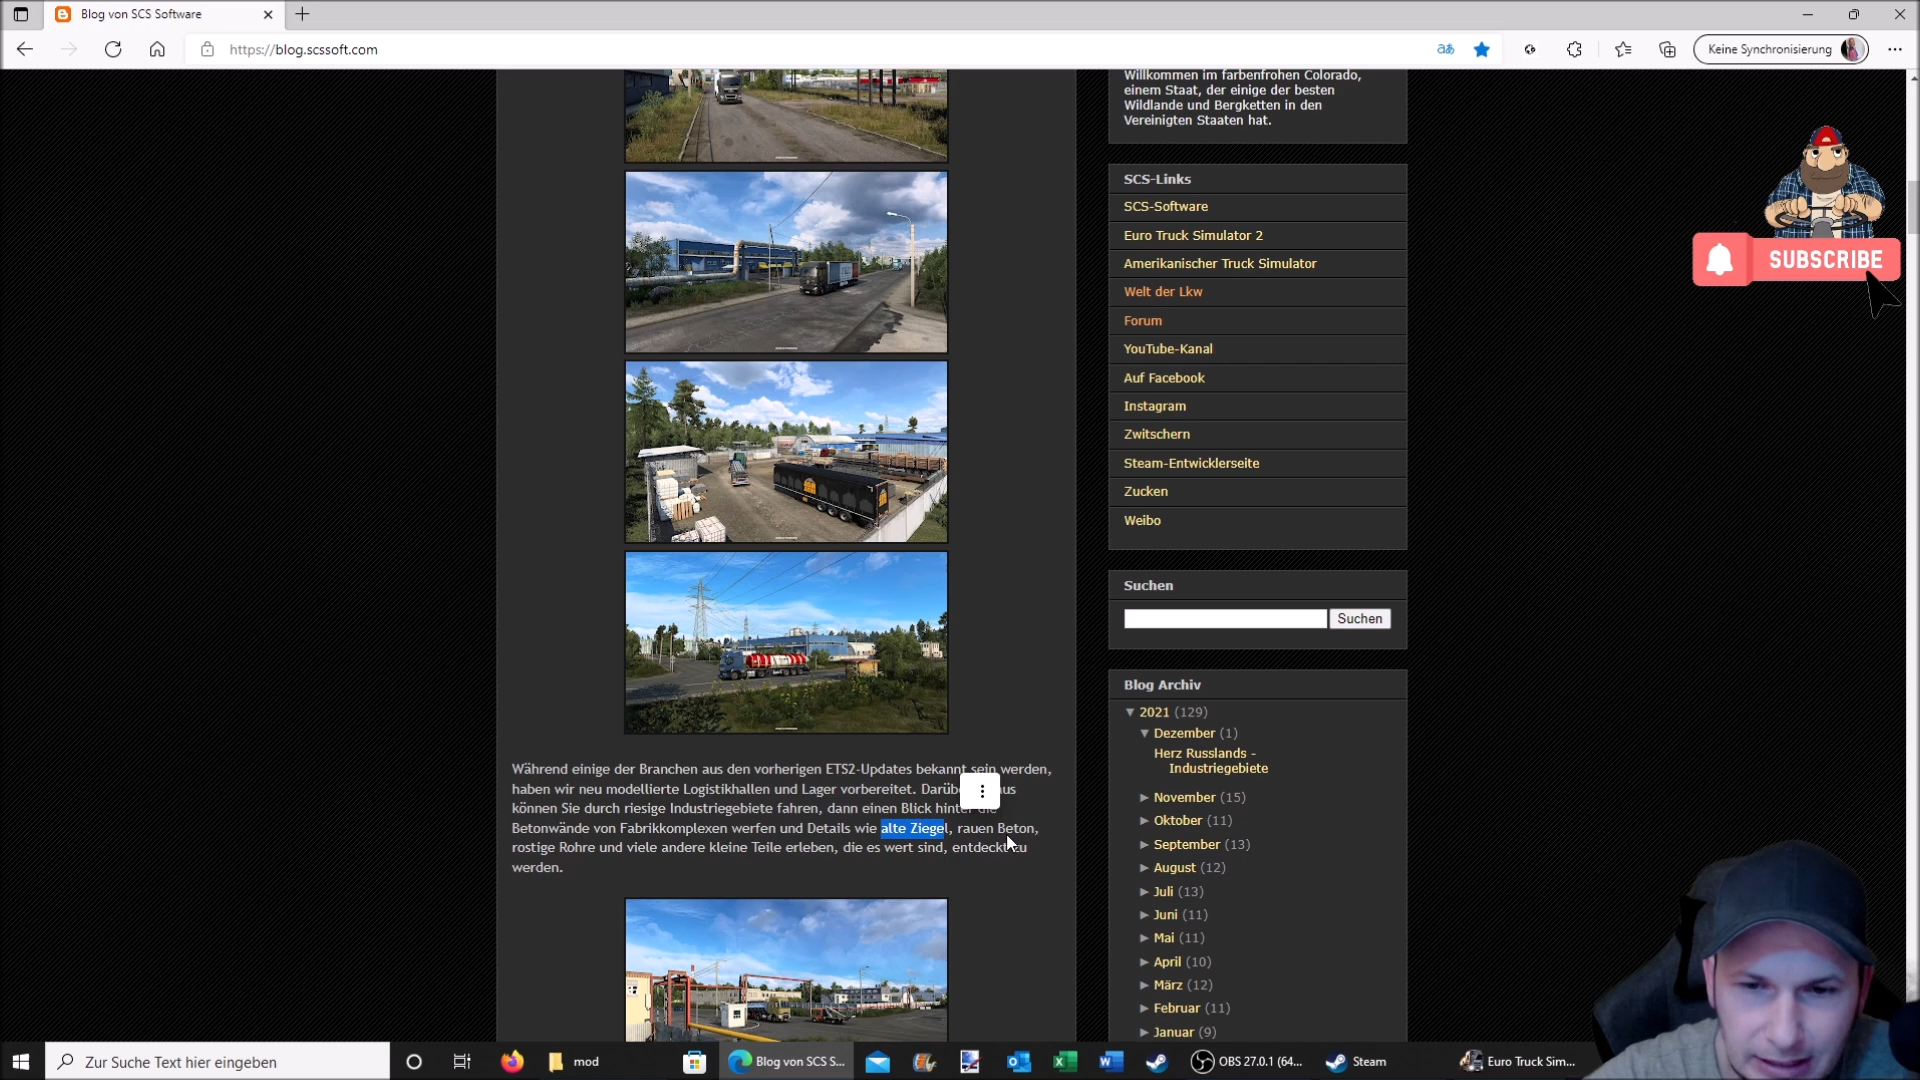 Blog von SCS Software
https://blog.scssoft.com
Keine Synchronisierung
Willkommen im farbenfrohen Colorado,
einem Staat, der einige der besten
Wildlande und Bergketten in den
Vereinigten Staaten hat.
SCS-Links
SCS-Software
Euro Truck Simulator 2
Amerikanischer Truck Simulator
Welt der Lkw
Forum
YouTube-Kanal
Auf Facebook
Instagram
Zwitschern
Steam-Entwicklerseite
Zucken
Weibo
SUBSCRIBE
Suchen
Suchen
Blog Archiv
▼ 2021 (129)
▼ Dezember (1)
Herz Russlands -
Industriegebiete
► November (15)
► Oktober (11)
► September (13)
► August (12)
► Juli (13)
► Juni (11)
► Mai (11)
► April (10)
► März (12)
► Februar (11)
► Januar (9)
Während einige der Branchen aus den vorherigen ETS2-Updates bekannt sein werden,
haben wir neu modellierte Logistikhallen und Lager vorbereitet.
können Sie durch riesige Industriegebiete fahren, dann einen Blick hinter die
Betonwände von Fabrikkomplexen werfen und Details wie alte Ziegel, rauen Beton,
rostige Rohre und viele andere kleine Teile erleben, die es wert sind, entdeckt zu
werden.
Zur Suche Text hier eingeben
mod
Blog von SCS S...
OBS 27.0.1 (64...
Steam
Euro Truck Sim...